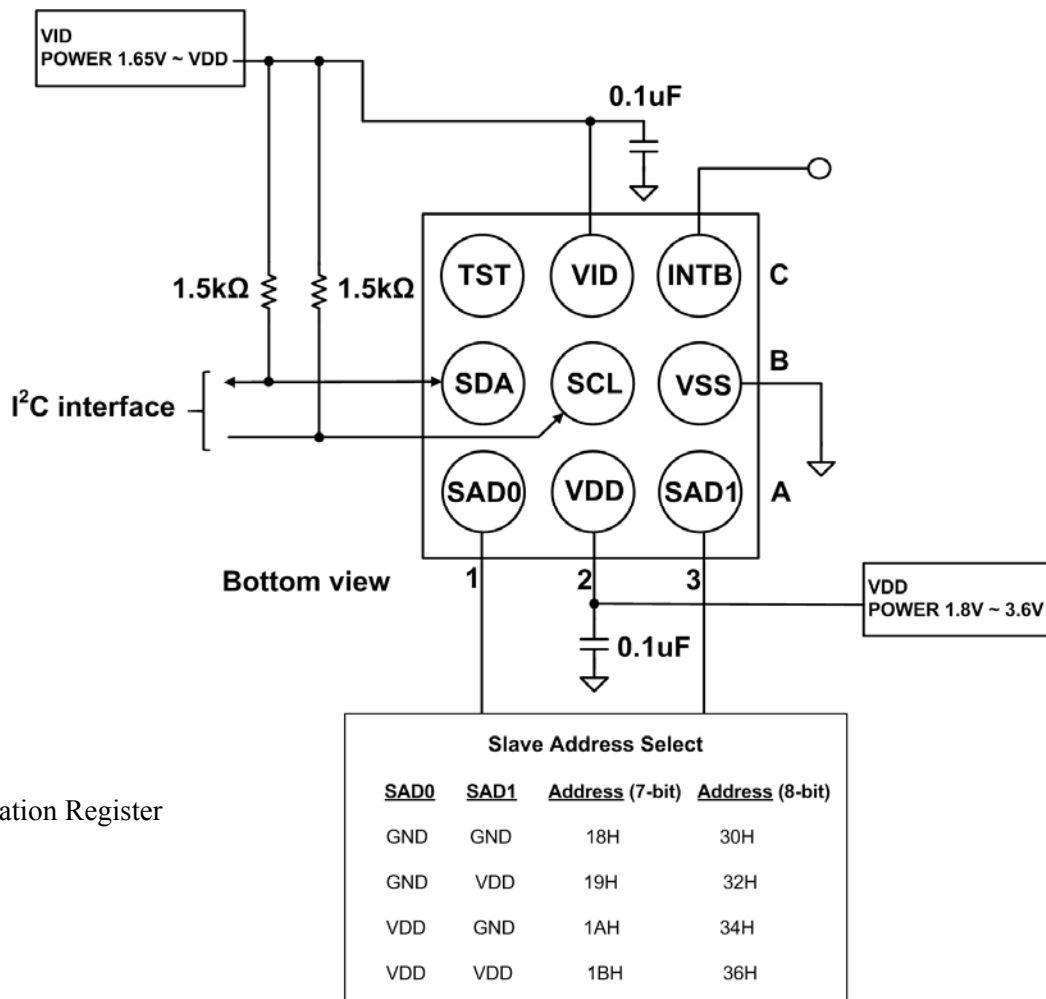 VID
POWER 1.65V ~ VDD
0.1uF
TST VID INTB C
1.5kΩ 1.5kΩ
SDA SCL VSS B
I²C interface
SAD0 VDD SAD1 A
Bottom view 1 2 3
VDD
POWER 1.8V ~ 3.6V
0.1uF
Slave Address Select
SAD0 SAD1 Address (7-bit) Address (8-bit)
ation Register
GND GND 18H 30H
GND VDD 19H 32H
VDD GND 1AH 34H
VDD VDD 1BH 36H